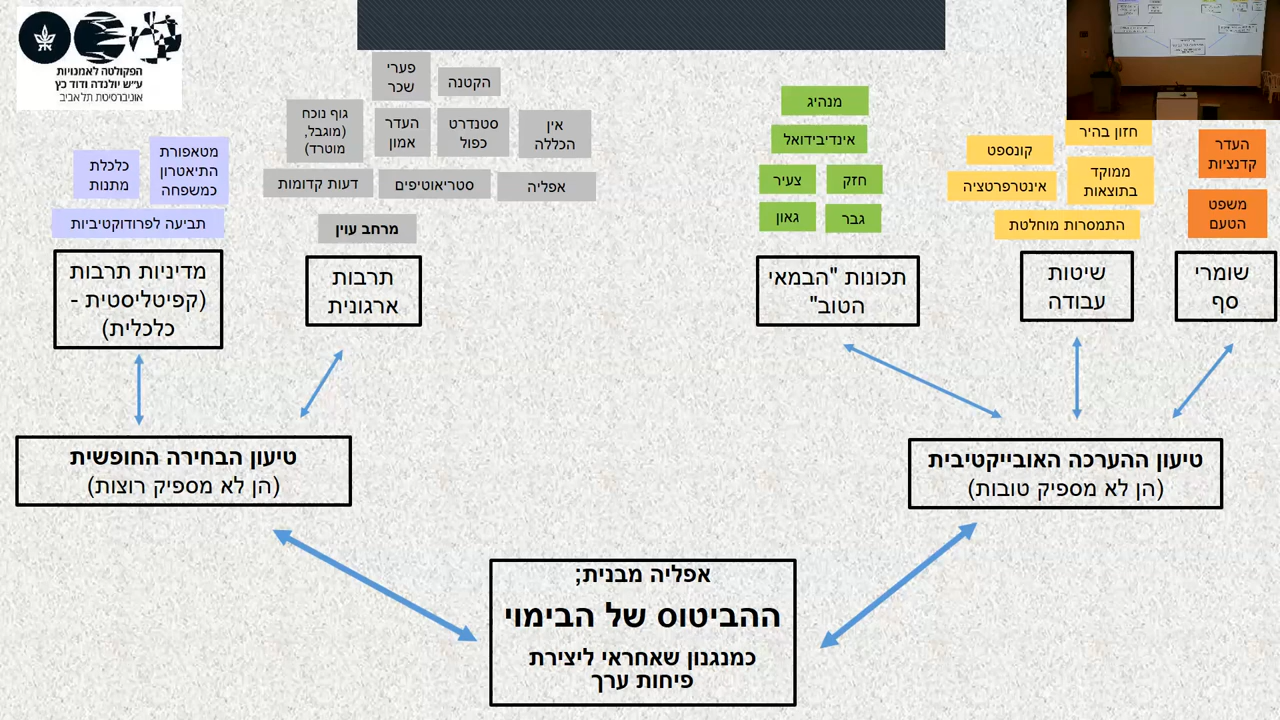 הפקולטה לאמנויות
ע״ש יולנדה ודוד כץ
אוניברסיטת תל אביב
העדר
קדנציות
משפט
הטעם
שומרי
סף
חזון בהיר
קונספט
ממוקד
בתוצאות
אינטרפרטציה
התמסרות מוחלטת
שיטות
עבודה
מנהיג
אינדיבידואל
חזק
צעיר
גבר
גאון
תכונות "הבמאי
הטוב"
הקטנה
פערי
שכר
אין
הכללה
סטנדרט
כפול
העדר
אמון
גוף נוכח
(מוגבל,
מוטרד)
אפליה
סטריאוטיפים
דעות קדומות
מרחב עוין
תרבות
ארגונית
מטאפורת
התיאטרון
כמשפחה
כלכלת
מתנות
תביעה לפרודוקטיביות
מדיניות תרבות
(קפיטליסטית -
כלכלית)
טיעון ההערכה האובייקטיבית
(הן לא מספיק טובות)
טיעון הבחירה החופשית
(הן לא מספיק רוצות)
אפליה מבנית;
ההביטוס של הבימוי
כמנגנון שאחראי ליצירת
פיחות ערך